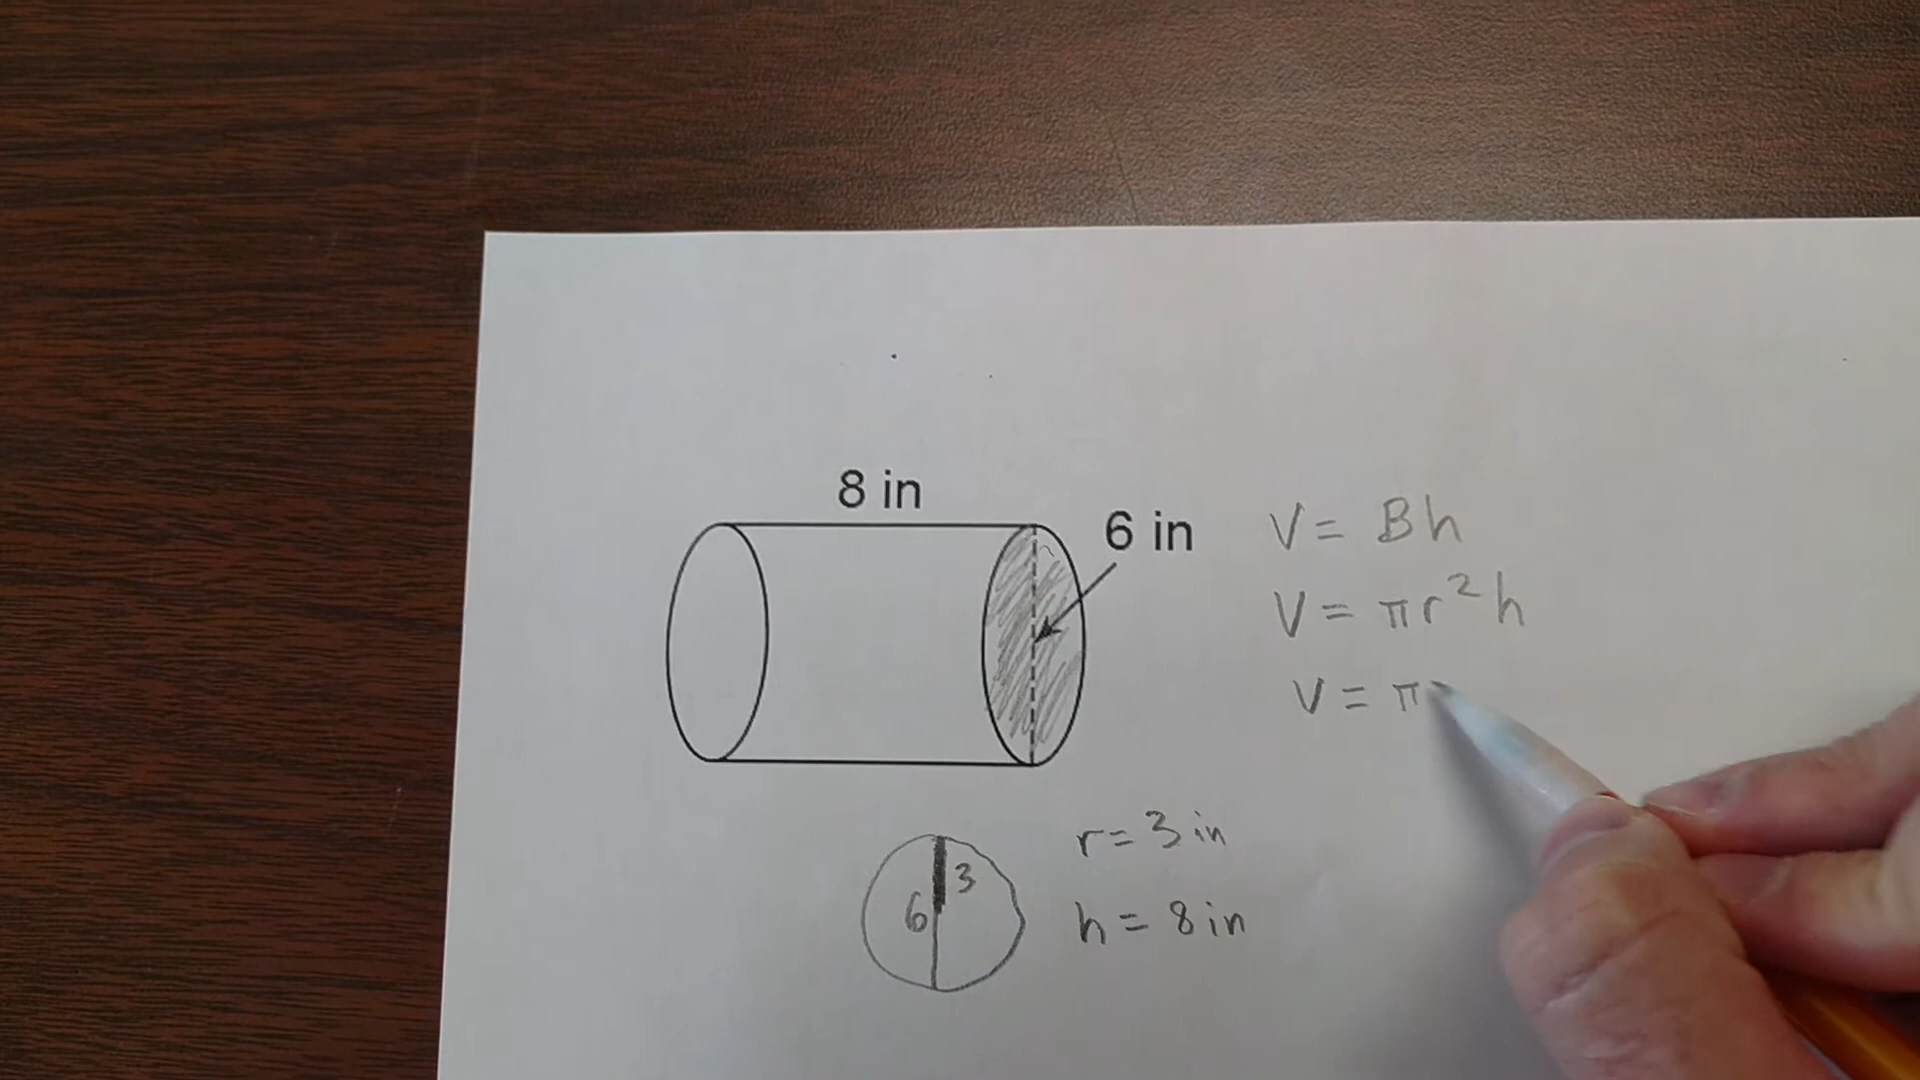 8 in
6 in
V = Bh
V = πr²h
V = π
6
3
r = 3 in
h = 8 in